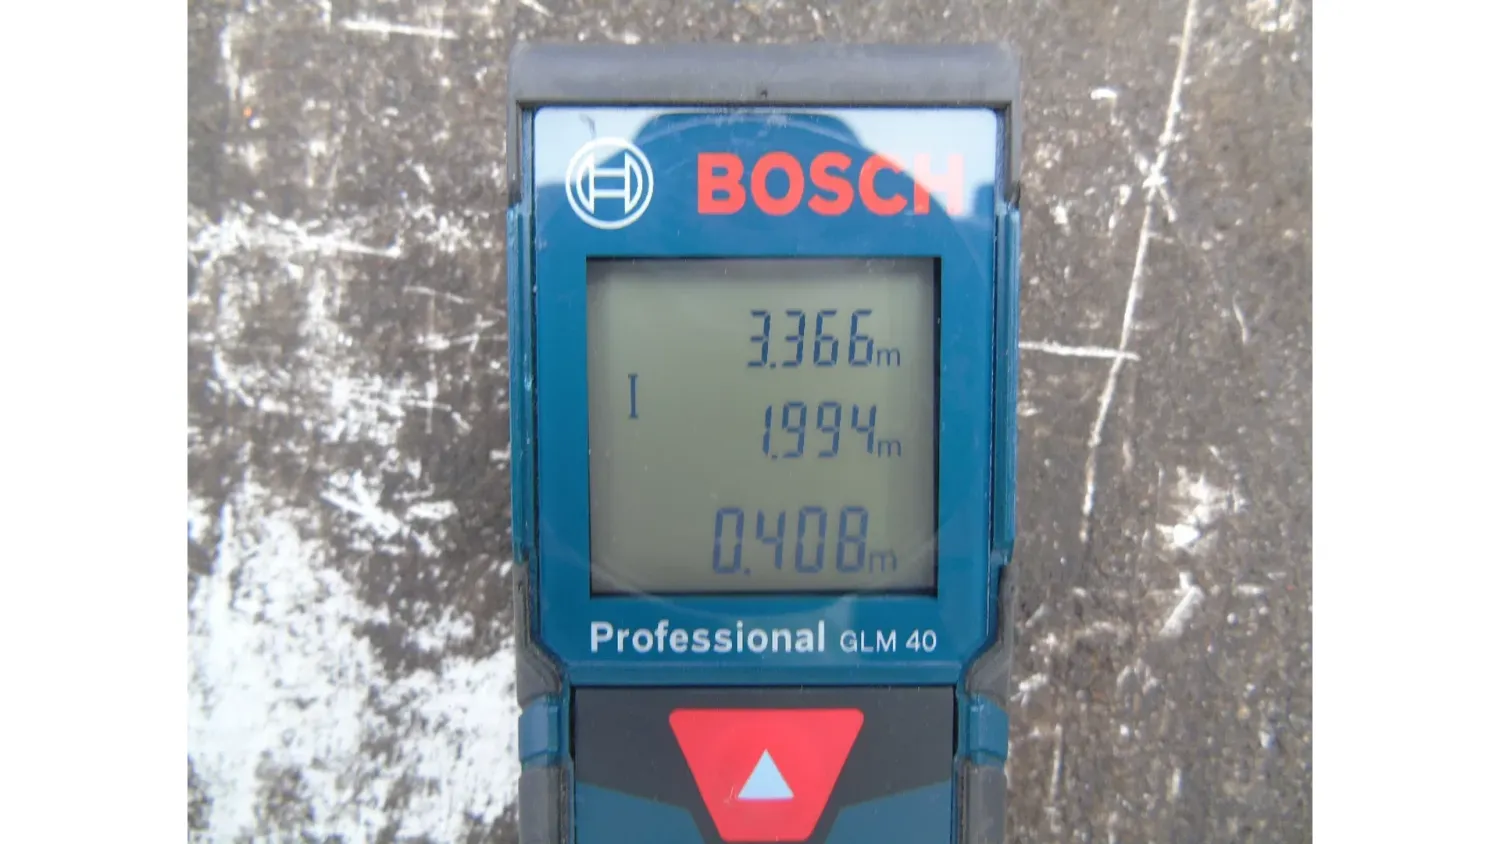 BOSCH
3.366m
1.994m
0.408m
Professional GLM 40